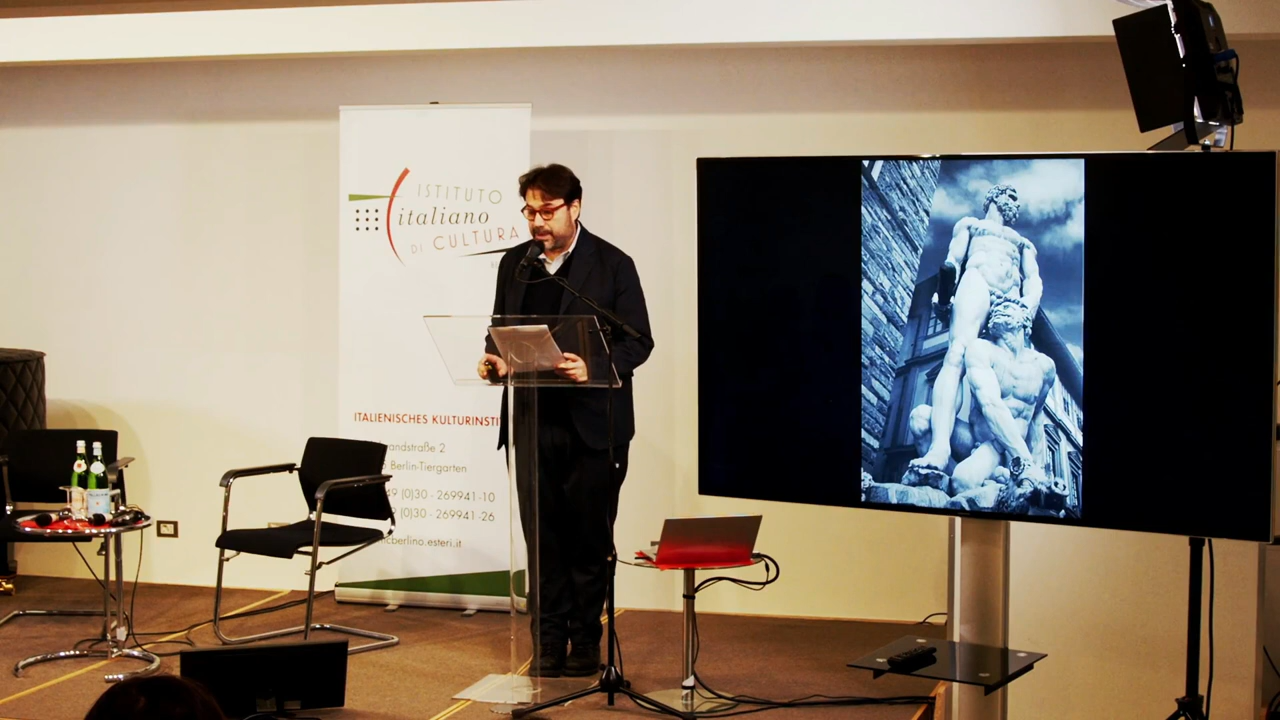 ISTITUTO
italiano
DI CULTURA
ITALIENISCHES KULTURINSTI
andstraße 2
Berlin-Tiergarten
49 (0)30 - 269941-10
(0)30 - 269941-26
cberlino.esteri.it